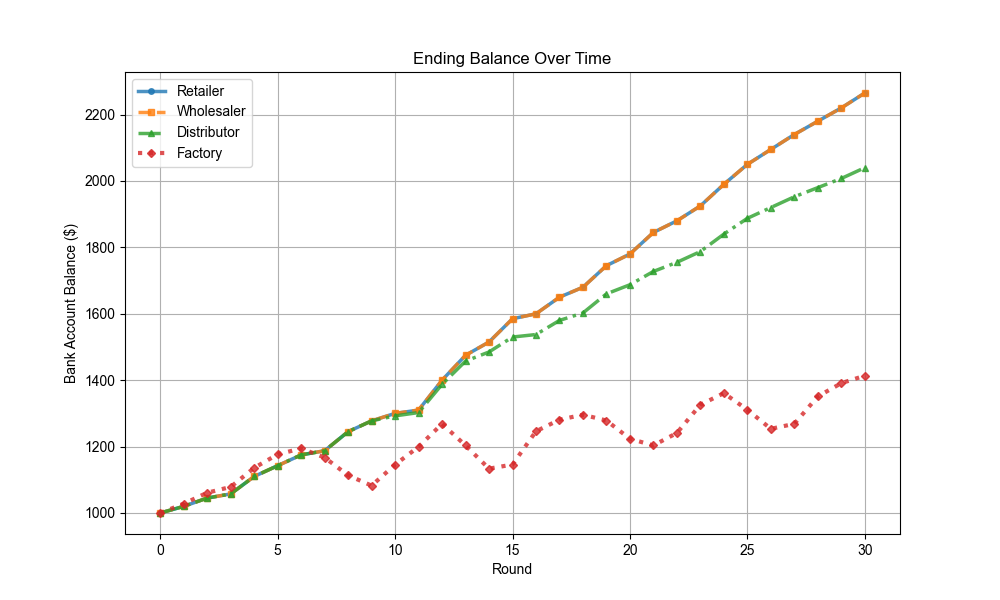 Ending Balance Over Time
Retailer
Wholesaler
Distributor
Factory
2200
2000
1800
1600
1400
1200
1000
Bank Account Balance ($)
0 5 10 15 20 25 30
Round